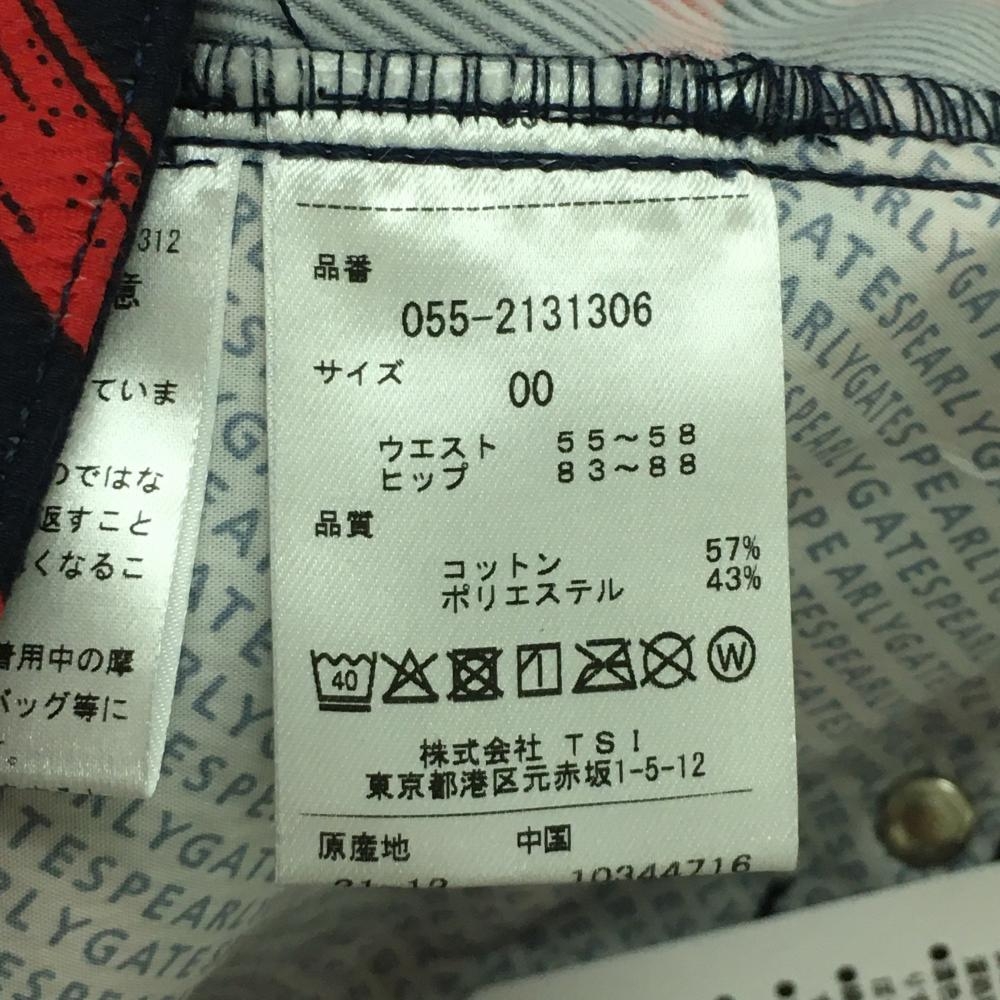 品番
055-2131306
サイズ
00
ウエスト 55~58
ヒップ 83~88
品質
コットン 57%
ポリエステル 43%
40
W
株式会社 TSI
東京都港区元赤坂1-5-12
原産地 中国
10344716
312
意
ていま
のではな
返すこと
くなるこ
着用中の摩
バッグ等に
PEARLYGATES